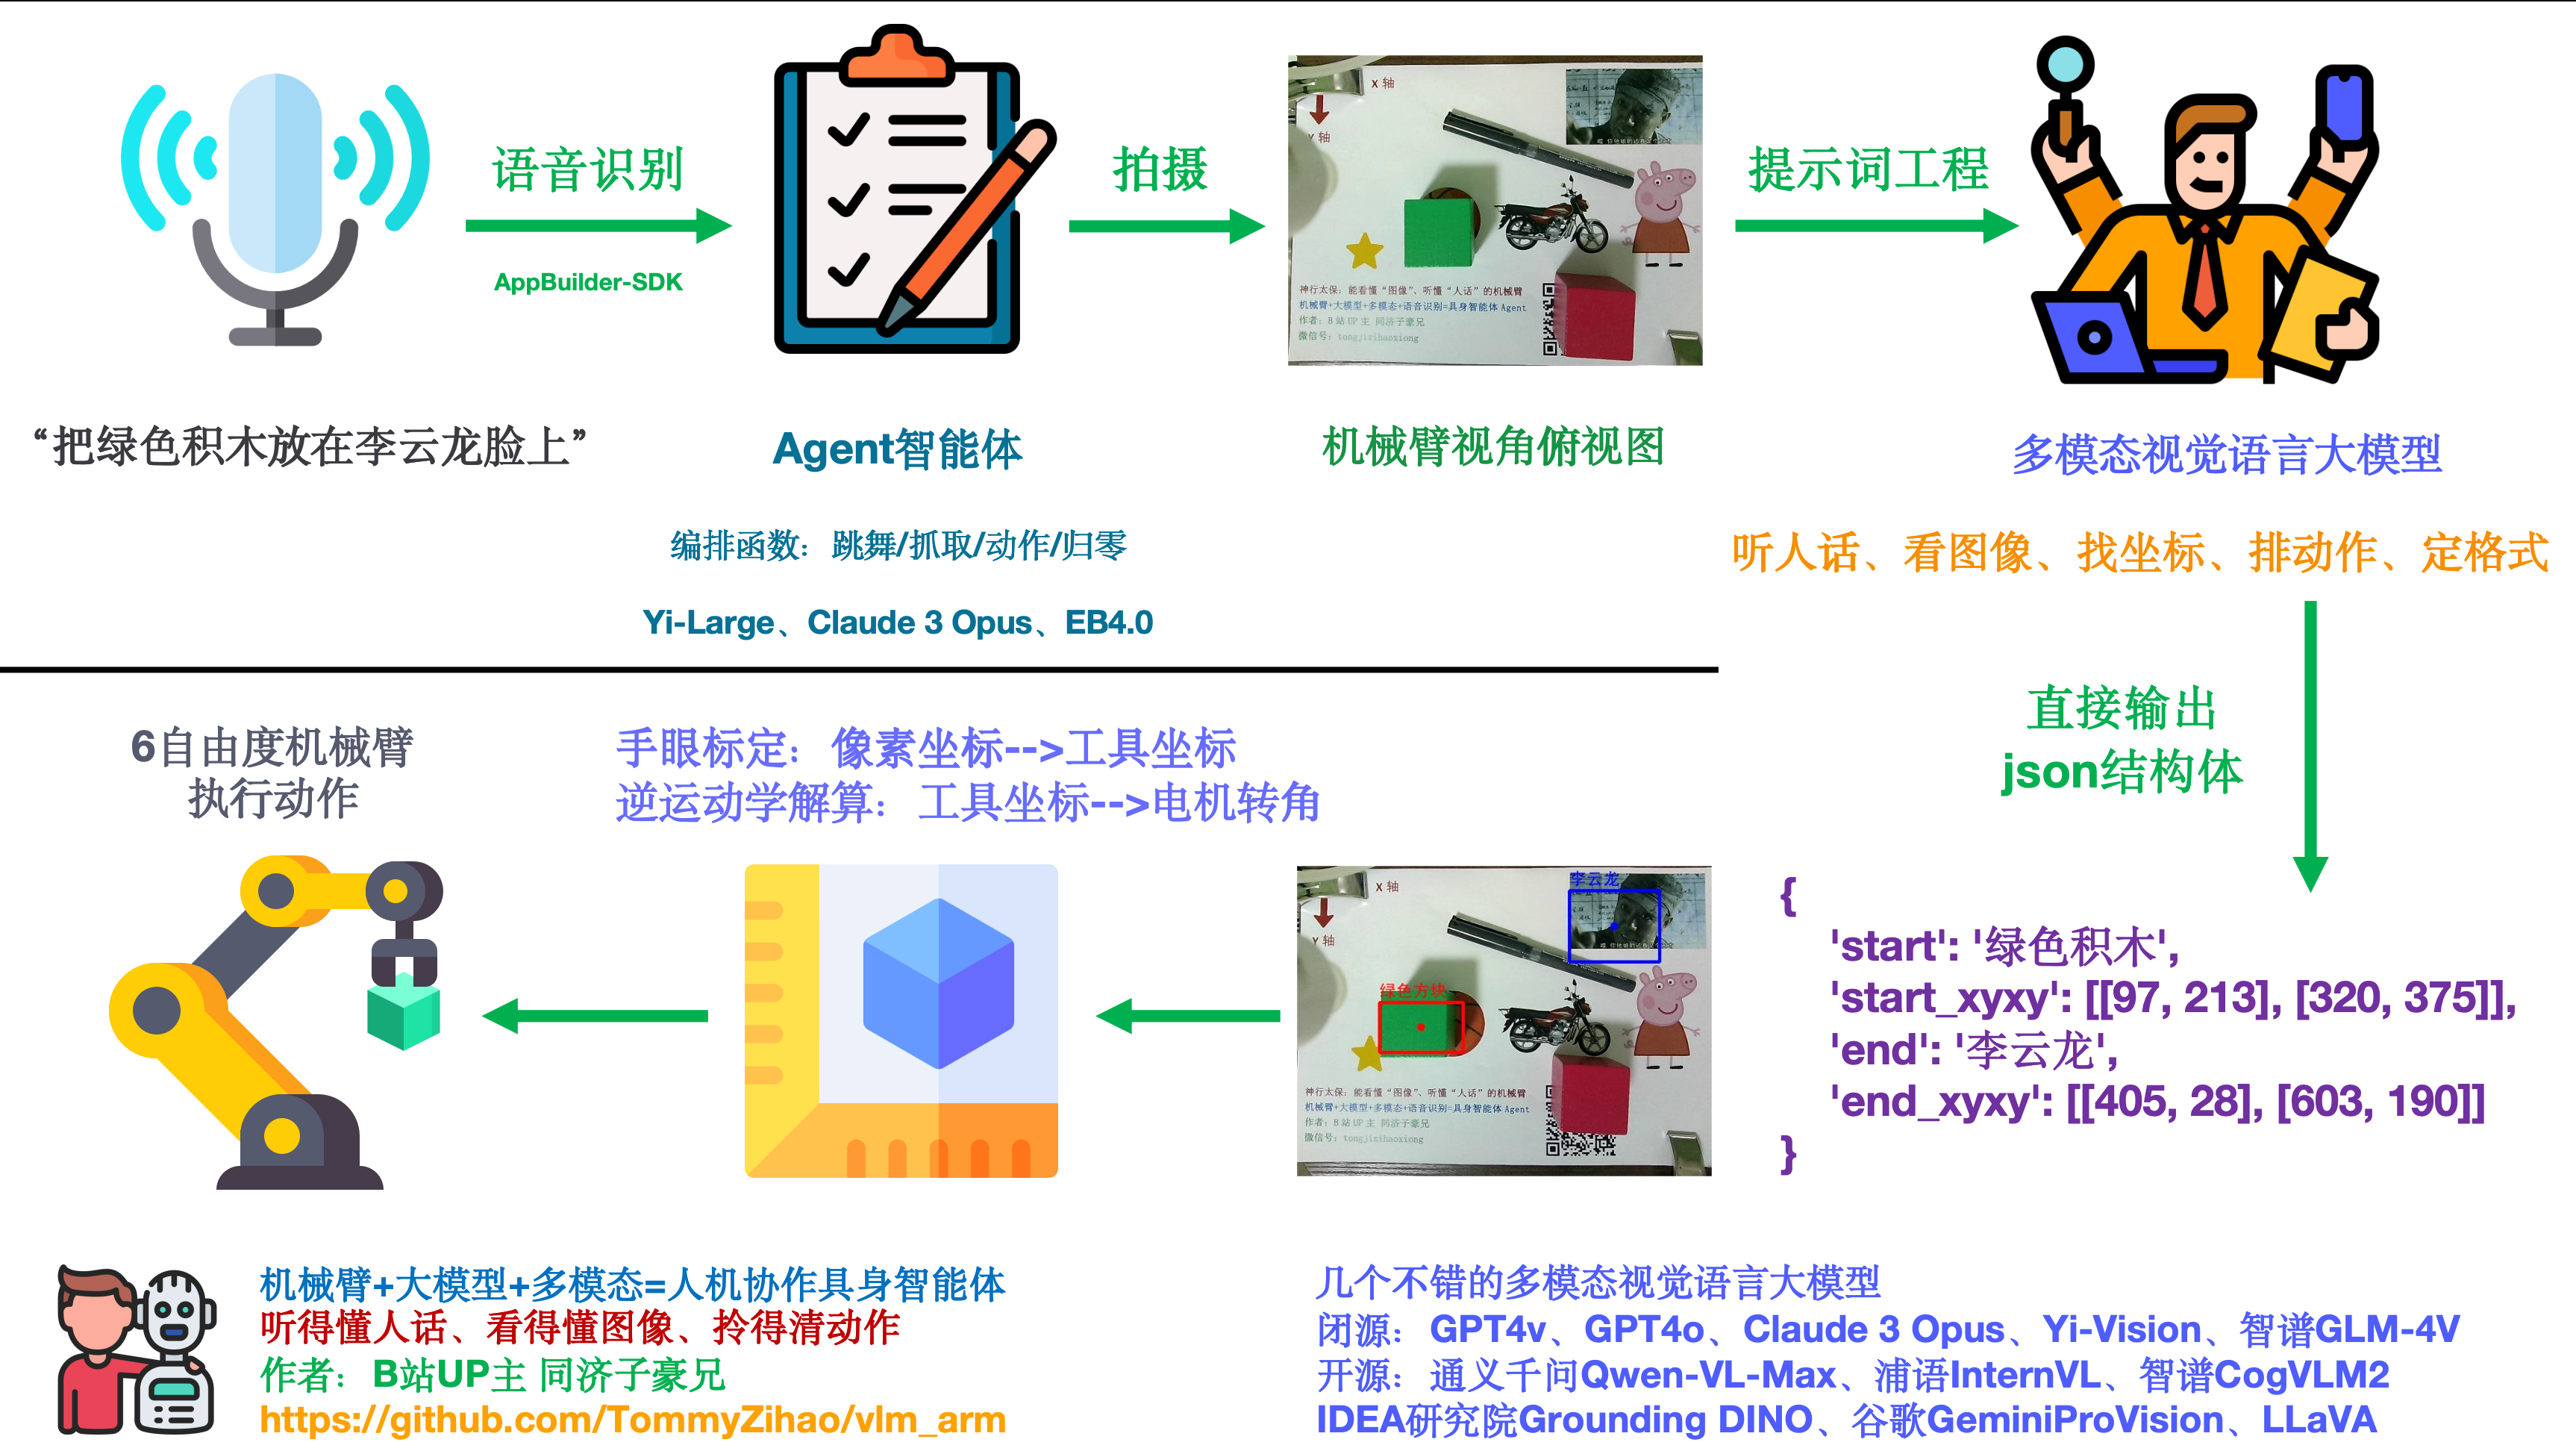 语音识别
AppBuilder-SDK
拍摄
提示词工程
X 轴
轴
神行太保：能看懂“图像”、听懂“人话”的机械臂
机械臂+大模型+多模态+语音识别=具身智能体 Agent
作者：B 站 UP 主 同济子豪兄
微信号：tongjizihaoxiong
“把绿色积木放在李云龙脸上”
Agent智能体
机械臂视角俯视图
多模态视觉语言大模型
编排函数：跳舞/抓取/动作/归零
听人话、看图像、找坐标、排动作、定格式
Yi-Large、Claude 3 Opus、EB4.0
直接输出
json结构体
6自由度机械臂
执行动作
手眼标定：像素坐标-->工具坐标
逆运动学解算：工具坐标-->电机转角
X 轴
Y 轴
李云龙
绿色方块
神行太保：能看懂“图像”、听懂“人话”的机械臂
机械臂+大模型+多模态+语音识别=具身智能体 Agent
作者：B 站 UP 主 同济子豪兄
微信号：tongjizihaoxiong
{
'start': '绿色积木',
'start_xyxy': [[97, 213], [320, 375]],
'end': '李云龙',
'end_xyxy': [[405, 28], [603, 190]]
}
机械臂+大模型+多模态=人机协作具身智能体
听得懂人话、看得懂图像、拎得清动作
作者：B站UP主 同济子豪兄
https://github.com/TommyZihao/vlm_arm
几个不错的多模态视觉语言大模型
闭源：GPT4v、GPT4o、Claude 3 Opus、Yi-Vision、智谱GLM-4V
开源：通义千问Qwen-VL-Max、浦语InternVL、智谱CogVLM2
IDEA研究院Grounding DINO、谷歌GeminiProVision、LLaVA